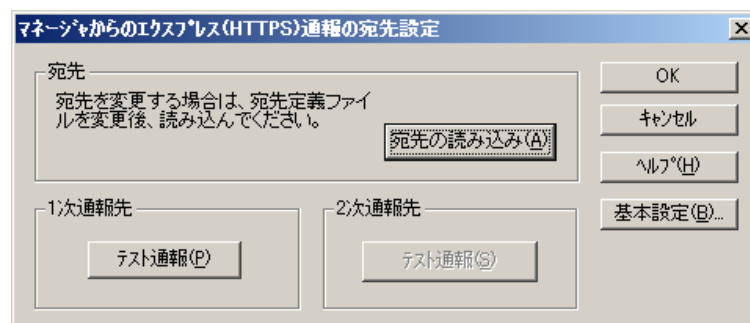 マネージャからのエクスプレス(HTTPS)通報の宛先設定
宛先
宛先を変更する場合は、宛先定義ファイ
ルを変更後、読み込んでください。
宛先の読み込み(A)
OK
キャンセル
ヘルプ(H)
基本設定(B)...
1次通報先
テスト通報(P)
2次通報先
テスト通報(S)